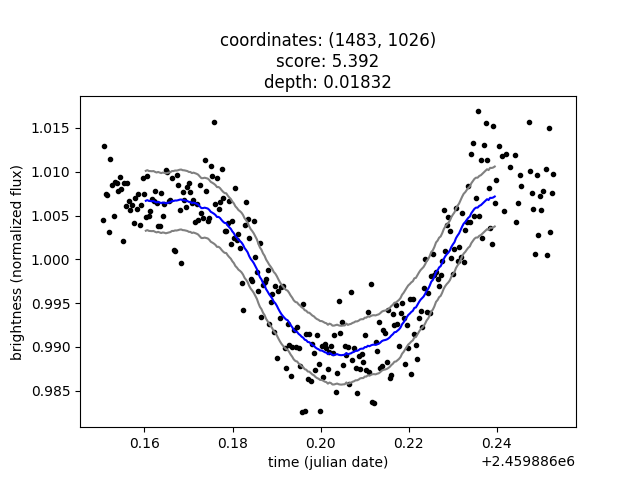 coordinates: (1483, 1026)
score: 5.392
depth: 0.01832
1.015
1.010
1.005
1.000
0.995
0.990
0.985
brightness (normalized flux)
0.16 0.18 0.20 0.22 0.24
time (julian date)
+2.459886e6